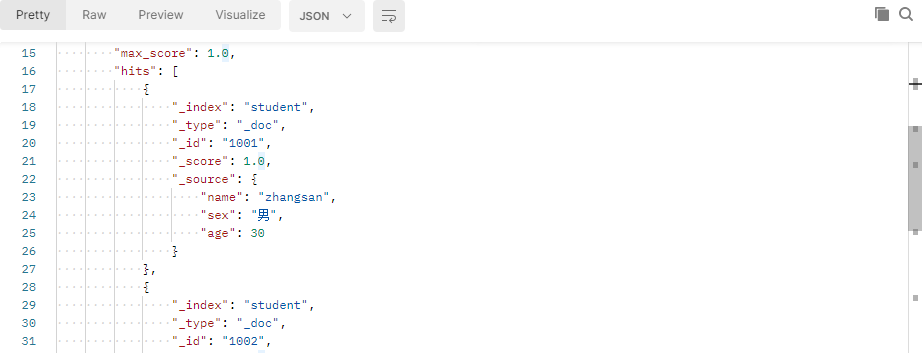 Pretty Raw Preview Visualize JSON
15 "max_score": 1.0,
16 "hits": [
17 {
18 "_index": "student",
19 "_type": "_doc",
20 "_id": "1001",
21 "_score": 1.0,
22 "_source": {
23 "name": "zhangsan",
24 "sex": "男",
25 "age": 30
26 }
27 },
28 {
29 "_index": "student",
30 "_type": "_doc",
31 "_id": "1002",